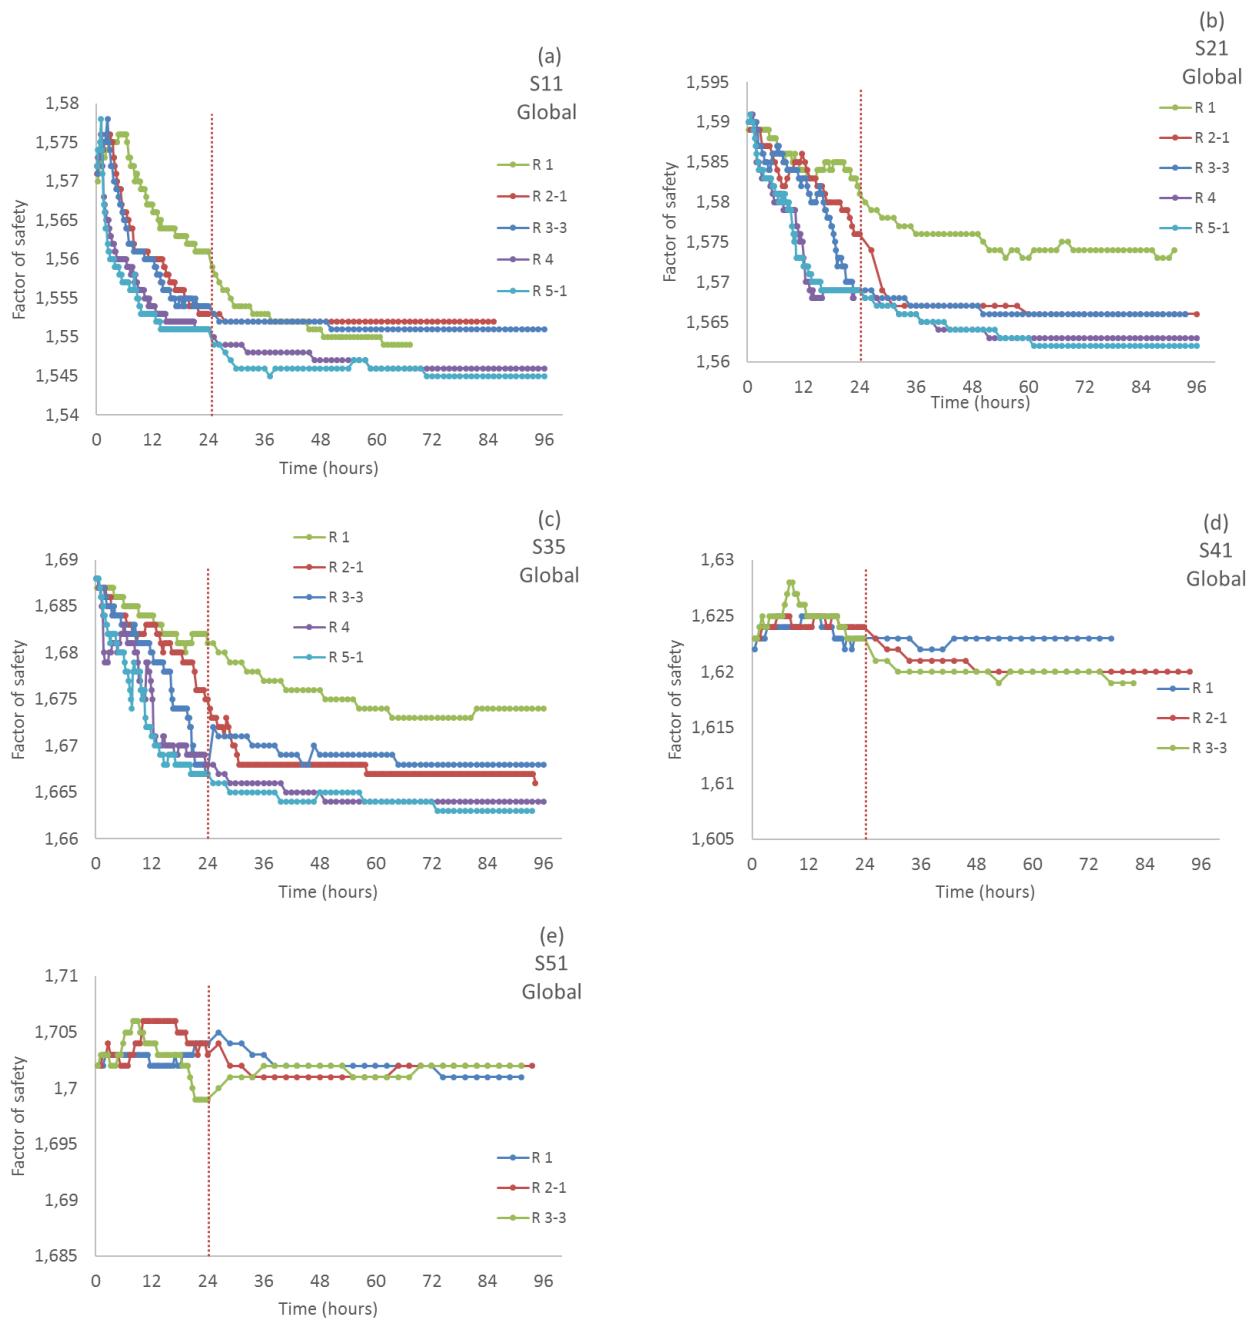 (a)
S11
Global
1,58
1,575
1,57
1,565
1,56
1,555
1,55
1,545
1,54
Factor of safety
R 1
R 2-1
R 3-3
R 4
R 5-1
0 12 24 36 48 60 72 84 96
Time (hours)
(b)
S21
Global
1,595
1,59
1,585
1,58
1,575
1,57
1,565
1,56
Factor of safety
R 1
R 2-1
R 3-3
R 4
R 5-1
0 12 24 36 48 60 72 84 96
Time (hours)
(c)
S35
Global
1,69
1,685
1,68
1,675
1,67
1,665
1,66
Factor of safety
R 1
R 2-1
R 3-3
R 4
R 5-1
0 12 24 36 48 60 72 84 96
Time (hours)
(d)
S41
Global
1,63
1,625
1,62
1,615
1,61
1,605
Factor of safety
R 1
R 2-1
R 3-3
0 12 24 36 48 60 72 84 96
Time (hours)
(e)
S51
Global
1,71
1,705
1,7
1,695
1,69
1,685
Factor of safety
R 1
R 2-1
R 3-3
0 12 24 36 48 60 72 84 96
Time (hours)